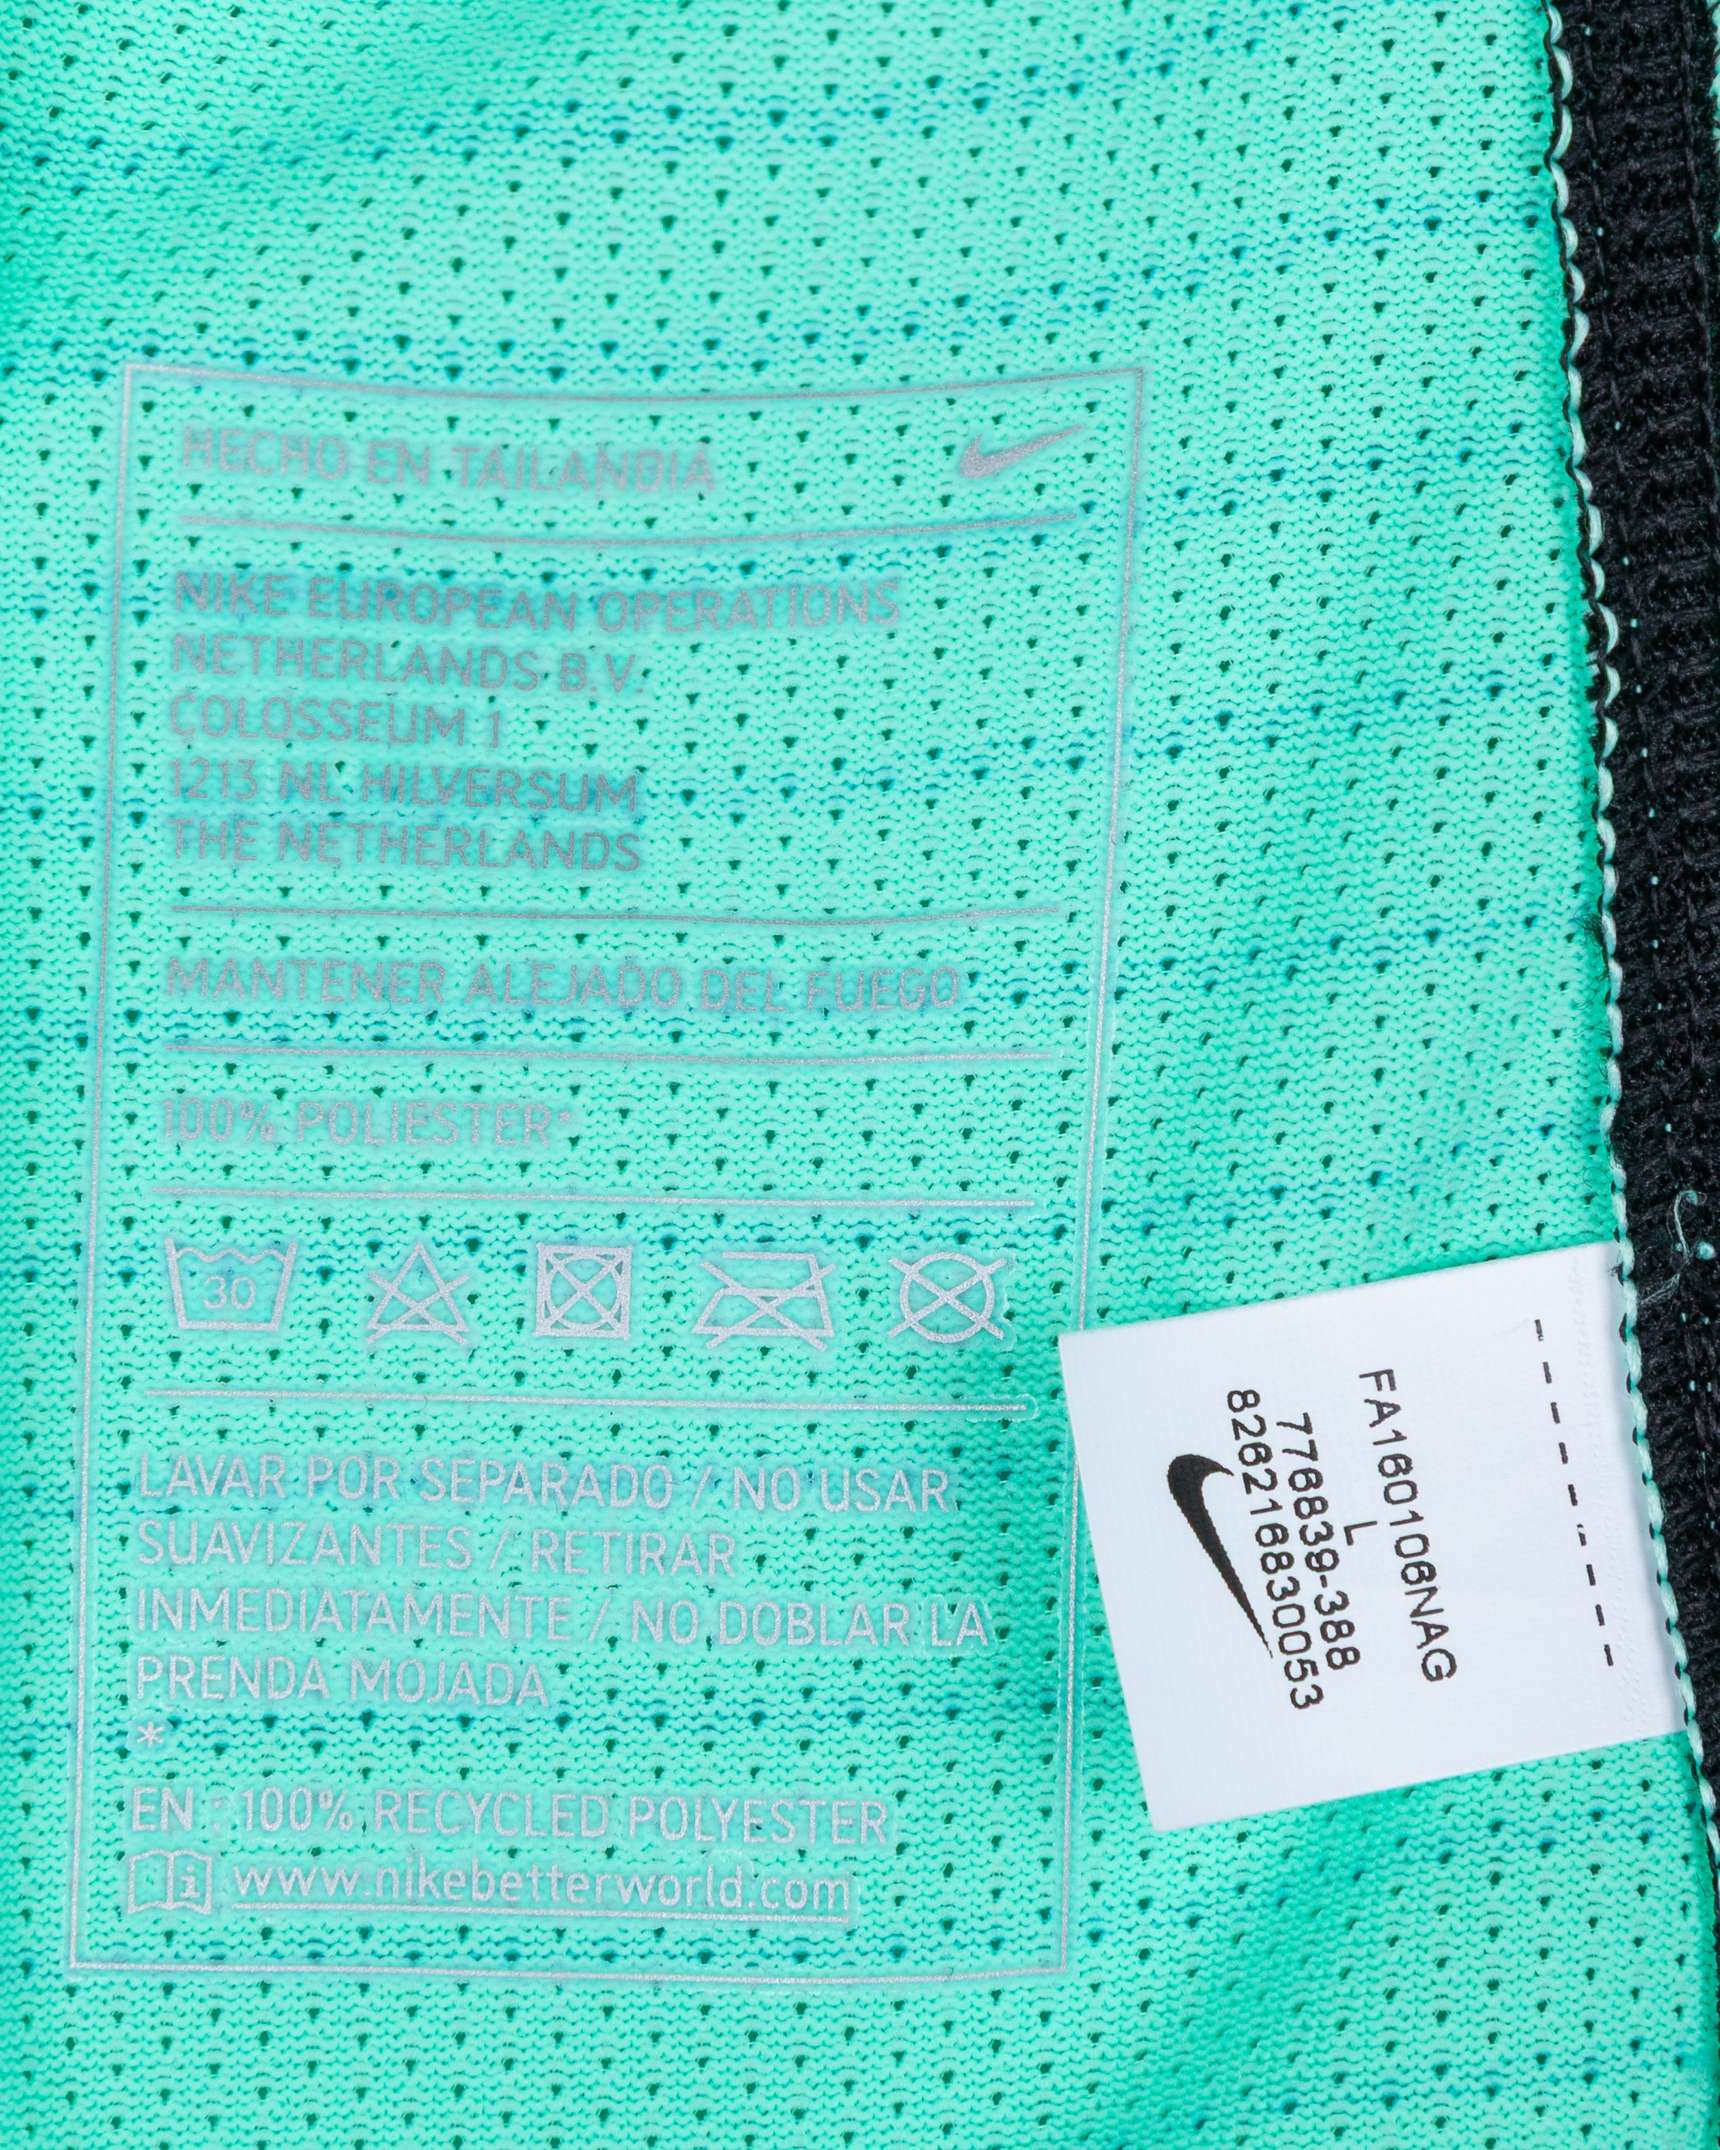 HECHO EN TAILANDIA
NIKE EUROPEAN OPERATIONS
NETHERLANDS B.V.
COLOSSEUM 1
1213 NL HILVERSUM
THE NETHERLANDS
MANTENER ALEJADO DEL FUEGO
100% POLIESTER*
30
LAVAR POR SEPARADO / NO USAR
SUAVIZANTES / RETIRAR
INMEDIATAMENTE / NO DOBLAR LA
PRENDA MOJADA
*
EN : 100% RECYCLED POLYESTER
i www.nikebetterworld.com
FA160106NAG
L
776839-388
826216830053